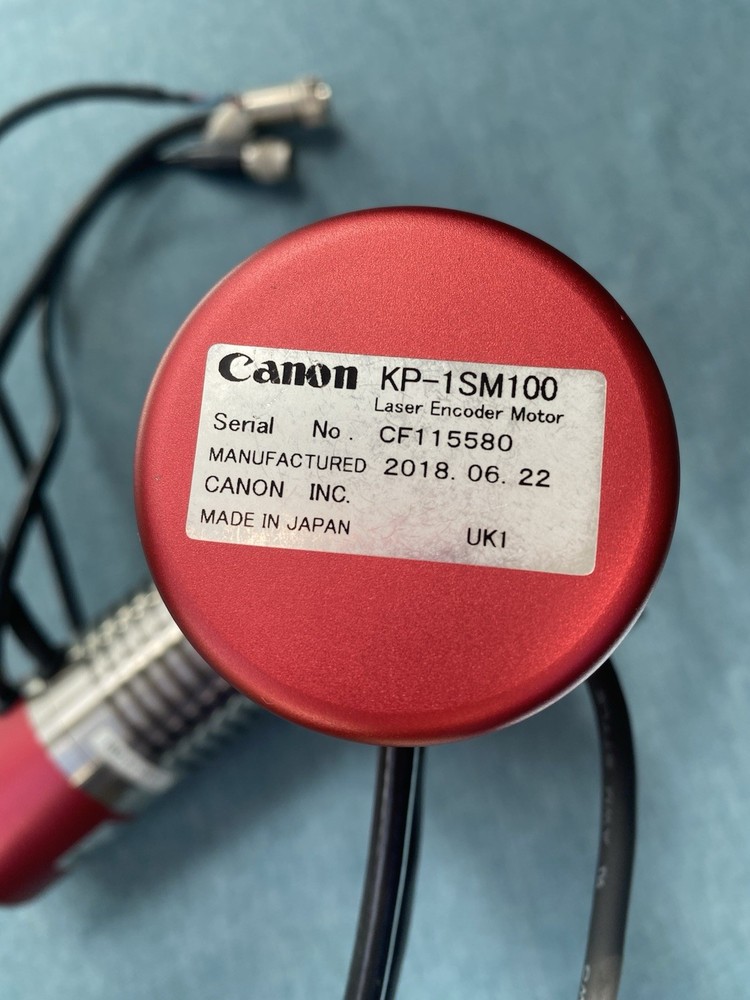 Canon KP-1SM100
Laser Encoder Motor
Serial No. CF115580
MANUFACTURED 2018. 06. 22
CANON INC.
MADE IN JAPAN UK1